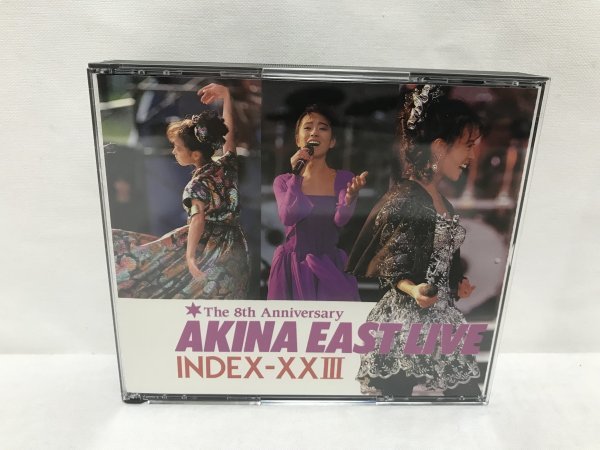 The 8th Anniversary
AKINA EAST LIVE
INDEX-XXIII